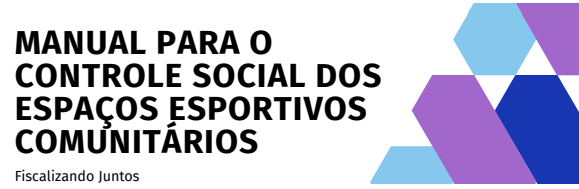 MANUAL PARA O
CONTROLE SOCIAL DOS
ESPAÇOS ESPORTIVOS
COMUNITÁRIOS
Fiscalizando Juntos